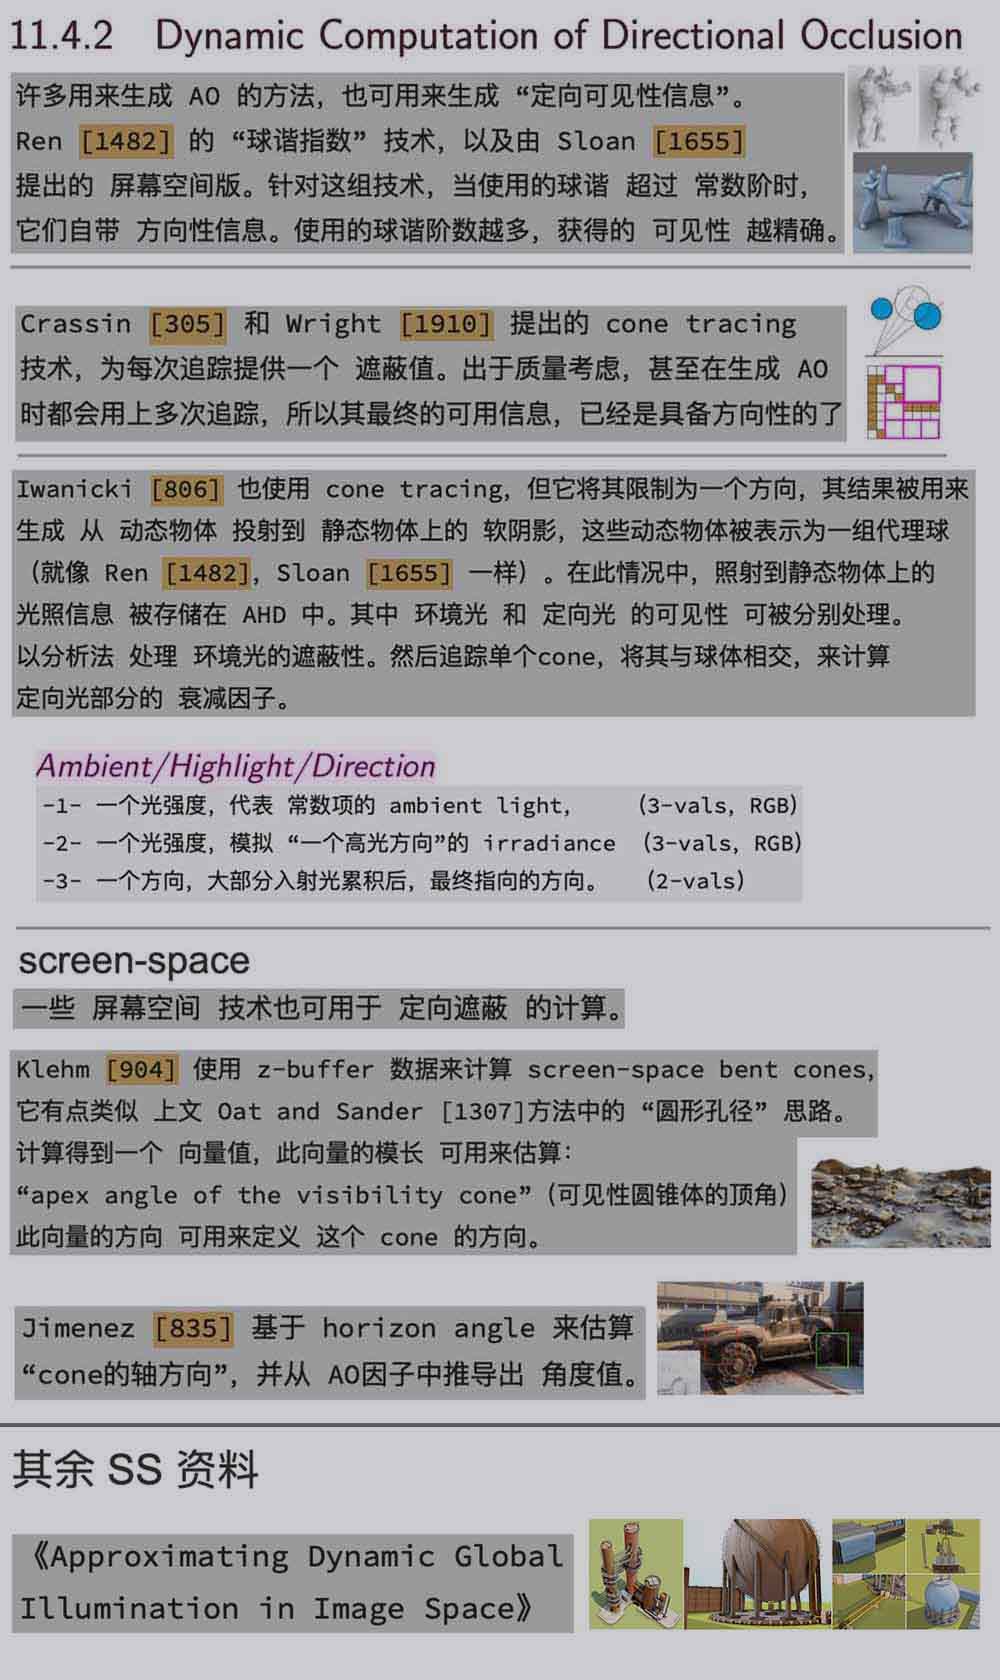 11.4.2 Dynamic Computation of Directional Occlusion
许多用来生成 AO 的方法，也可用来生成 “定向可见性信息”。
Ren [1482] 的 “球谐指数” 技术，以及由 Sloan [1655]
提出的 屏幕空间版。针对这组技术，当使用的球谐 超过 常数阶时，
它们自带 方向性信息。使用的球谐阶数越多，获得的 可见性 越精确。
Crassin [305] 和 Wright [1910] 提出的 cone tracing
技术，为每次追踪提供一个 遮蔽值。出于质量考虑，甚至在生成 AO
时都会用上多次追踪，所以其最终的可用信息，已经是具备方向性的了
Iwanicki [806] 也使用 cone tracing，但它将其限制为一个方向，其结果被用来
生成 从 动态物体 投射到 静态物体上的 软阴影，这些动态物体被表示为一组代理球
（就像 Ren [1482]，Sloan [1655] 一样）。在此情况中，照射到静态物体上的
光照信息 被存储在 AHD 中。其中 环境光 和 定向光 的可见性 可被分别处理。
以分析法 处理 环境光的遮蔽性。然后追踪单个cone，将其与球体相交，来计算
定向光部分的 衰减因子。
Ambient/Highlight/Direction
-1- 一个光强度，代表 常数项的 ambient light， （3-vals, RGB）
-2- 一个光强度，模拟 “一个高光方向”的 irradiance （3-vals, RGB）
-3- 一个方向，大部分入射光累积后，最终指向的方向。 （2-vals）
screen-space
一些 屏幕空间 技术也可用于 定向遮蔽 的计算。
Klehm [904] 使用 z-buffer 数据来计算 screen-space bent cones，
它有点类似 上文 Oat and Sander [1307]方法中的 “圆形孔径” 思路。
计算得到一个 向量值，此向量的模长 可用来估算：
“apex angle of the visibility cone”（可见性圆锥体的顶角）
此向量的方向 可用来定义 这个 cone 的方向。
Jimenez [835] 基于 horizon angle 来估算
“cone的轴方向”，并从 AO因子中推导出 角度值。
其余 SS 资料
《Approximating Dynamic Global
Illumination in Image Space》